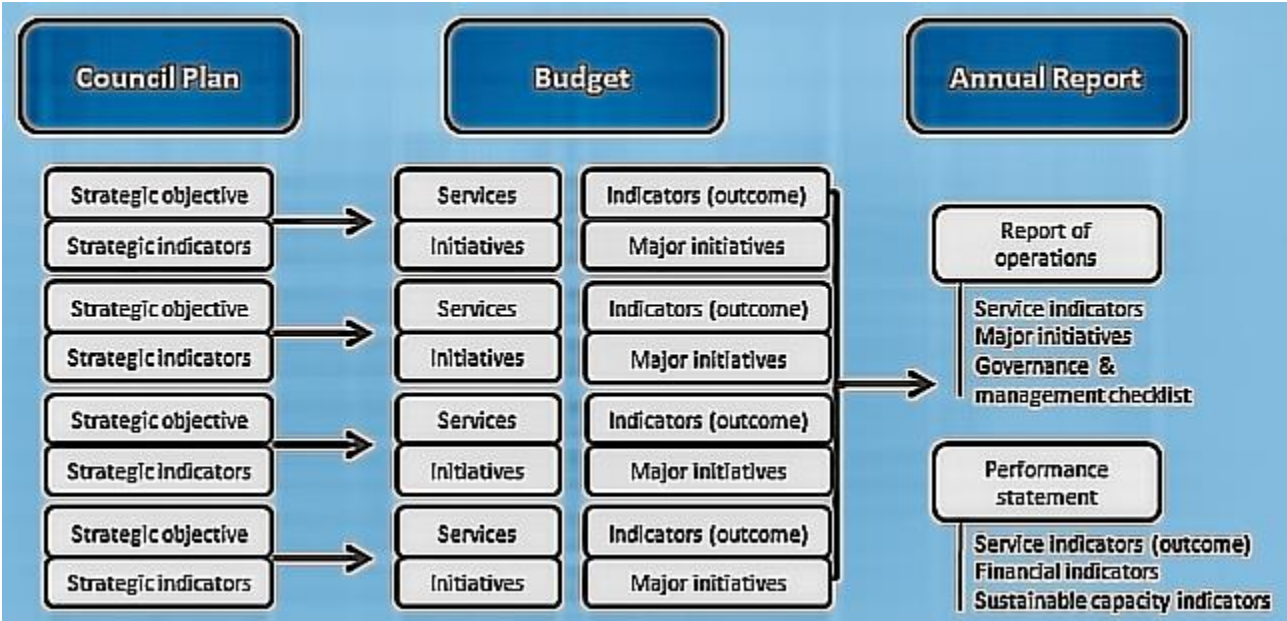 Council Plan
Budget
Annual Report
Strategic objective
Strategic indicators
Services
Initiatives
Indicators (outcome)
Major initiatives
Strategic objective
Strategic indicators
Services
Initiatives
Indicators (outcome)
Major initiatives
Strategic objective
Strategic indicators
Services
Initiatives
Indicators (outcome)
Major initiatives
Strategic objective
Strategic indicators
Services
Initiatives
Indicators (outcome)
Major initiatives
Report of
operations
Service indicators
Major initiatives
Governance &
management checklist
Performance
statement
Service indicators (outcome)
Financial indicators
Sustainable capacity indicators